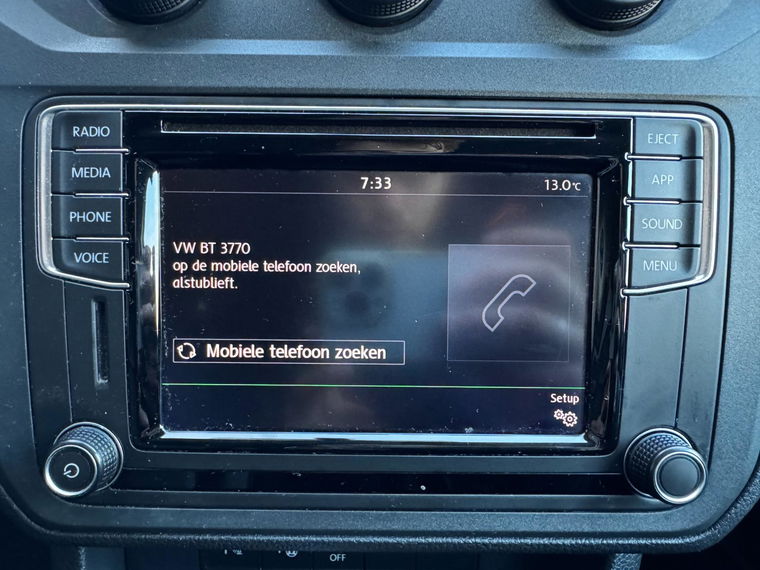 RADIO
MEDIA
PHONE
VOICE
EJECT
APP
SOUND
MENU
7:33
13.0°C
VW BT 3770
op de mobiele telefoon zoeken,
alstublieft.
Mobiele telefoon zoeken
Setup
OFF